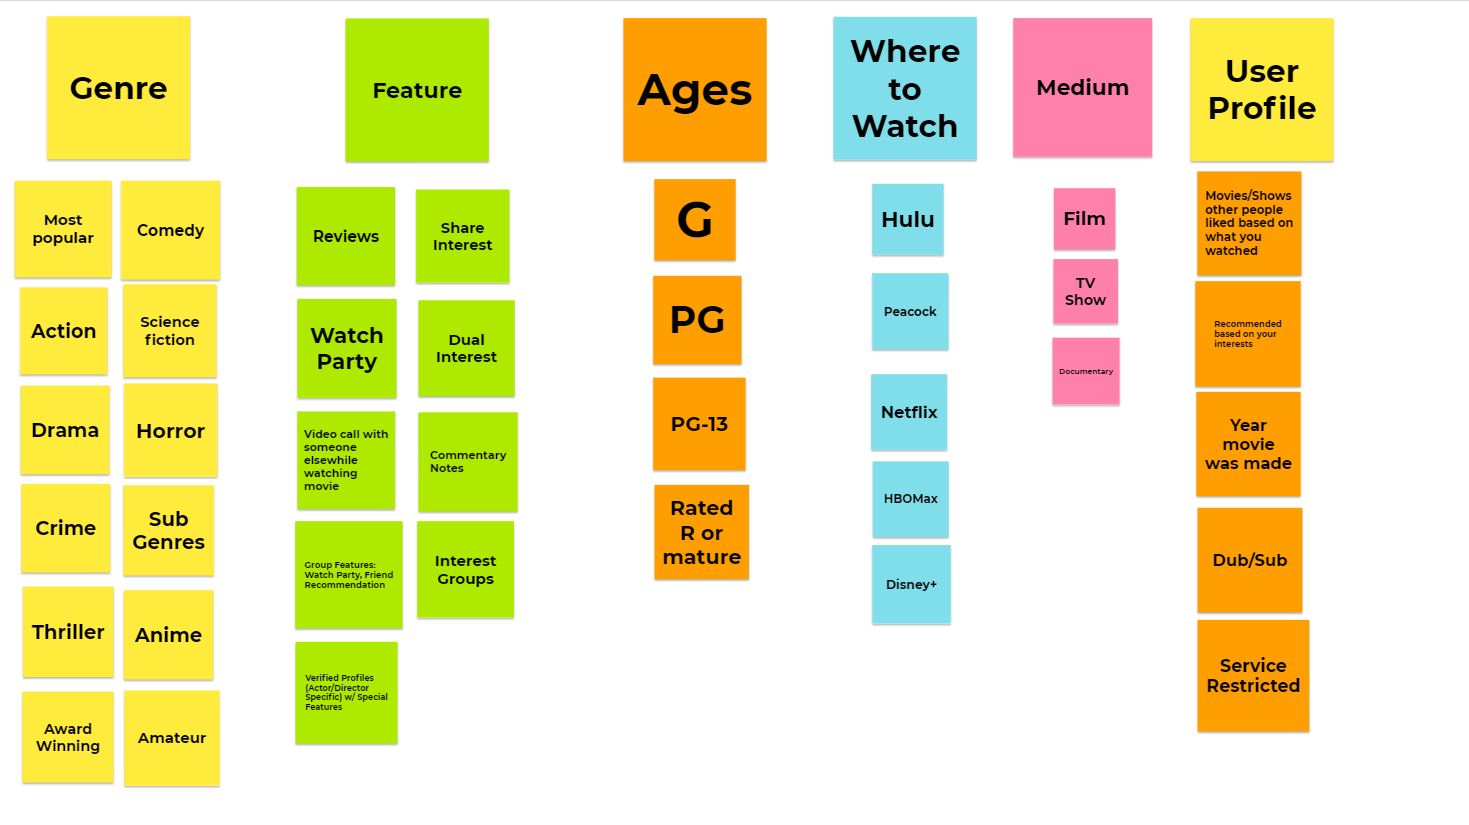 Genre
Most
popular
Comedy
Action
Science
fiction
Drama
Horror
Crime
Sub
Genres
Thriller
Anime
Award
Winning
Amateur
Feature
Reviews
Share
Interest
Watch
Party
Dual
Interest
Video call with
someone
elsewhile
watching
movie
Commentary
Notes
Group Features:
Watch Party, Friend
Recommendation
Interest
Groups
Verified Profiles
(Actor/Director
Specific) w/ Special
Features
Ages
G
PG
PG-13
Rated
R or
mature
Where
to
Watch
Hulu
Peacock
Netflix
HBOMax
Disney+
Medium
Film
TV
Show
Documentary
User
Profile
Movies/Shows
other people
liked based on
what you
watched
Recommended
based on your
interests
Year
movie
was made
Dub/Sub
Service
Restricted